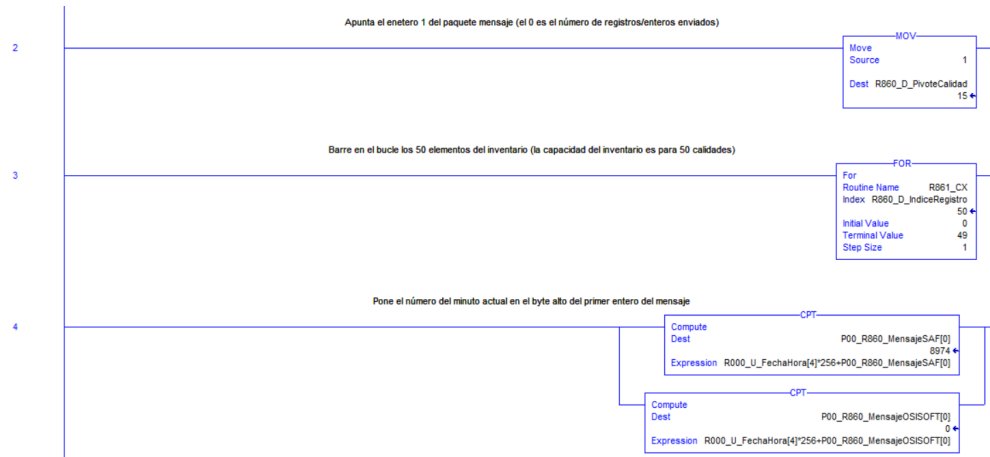 Apunta el enetero 1 del paquete mensaje (el 0 es el número de registros/enteros enviados)
2
MOV
Move
Source 1
Dest R860_D_PivoteCalidad
15
Barre en el bucle los 50 elementos del inventario (la capacidad del inventario es para 50 calidades)
3
FOR
For
Routine Name R861_CX
Index R860_D_IndiceRegistro
50
Initial Value 0
Terminal Value 49
Step Size 1
Pone el número del minuto actual en el byte alto del primer entero del mensaje
4
CPT
Compute
Dest P00_R860_MensajeSAF[0]
8974
Expression R000_U_FechaHora[4]*256+P00_R860_MensajeSAF[0]
CPT
Compute
Dest P00_R860_MensajeOSISOFT[0]
0
Expression R000_U_FechaHora[4]*256+P00_R860_MensajeOSISOFT[0]